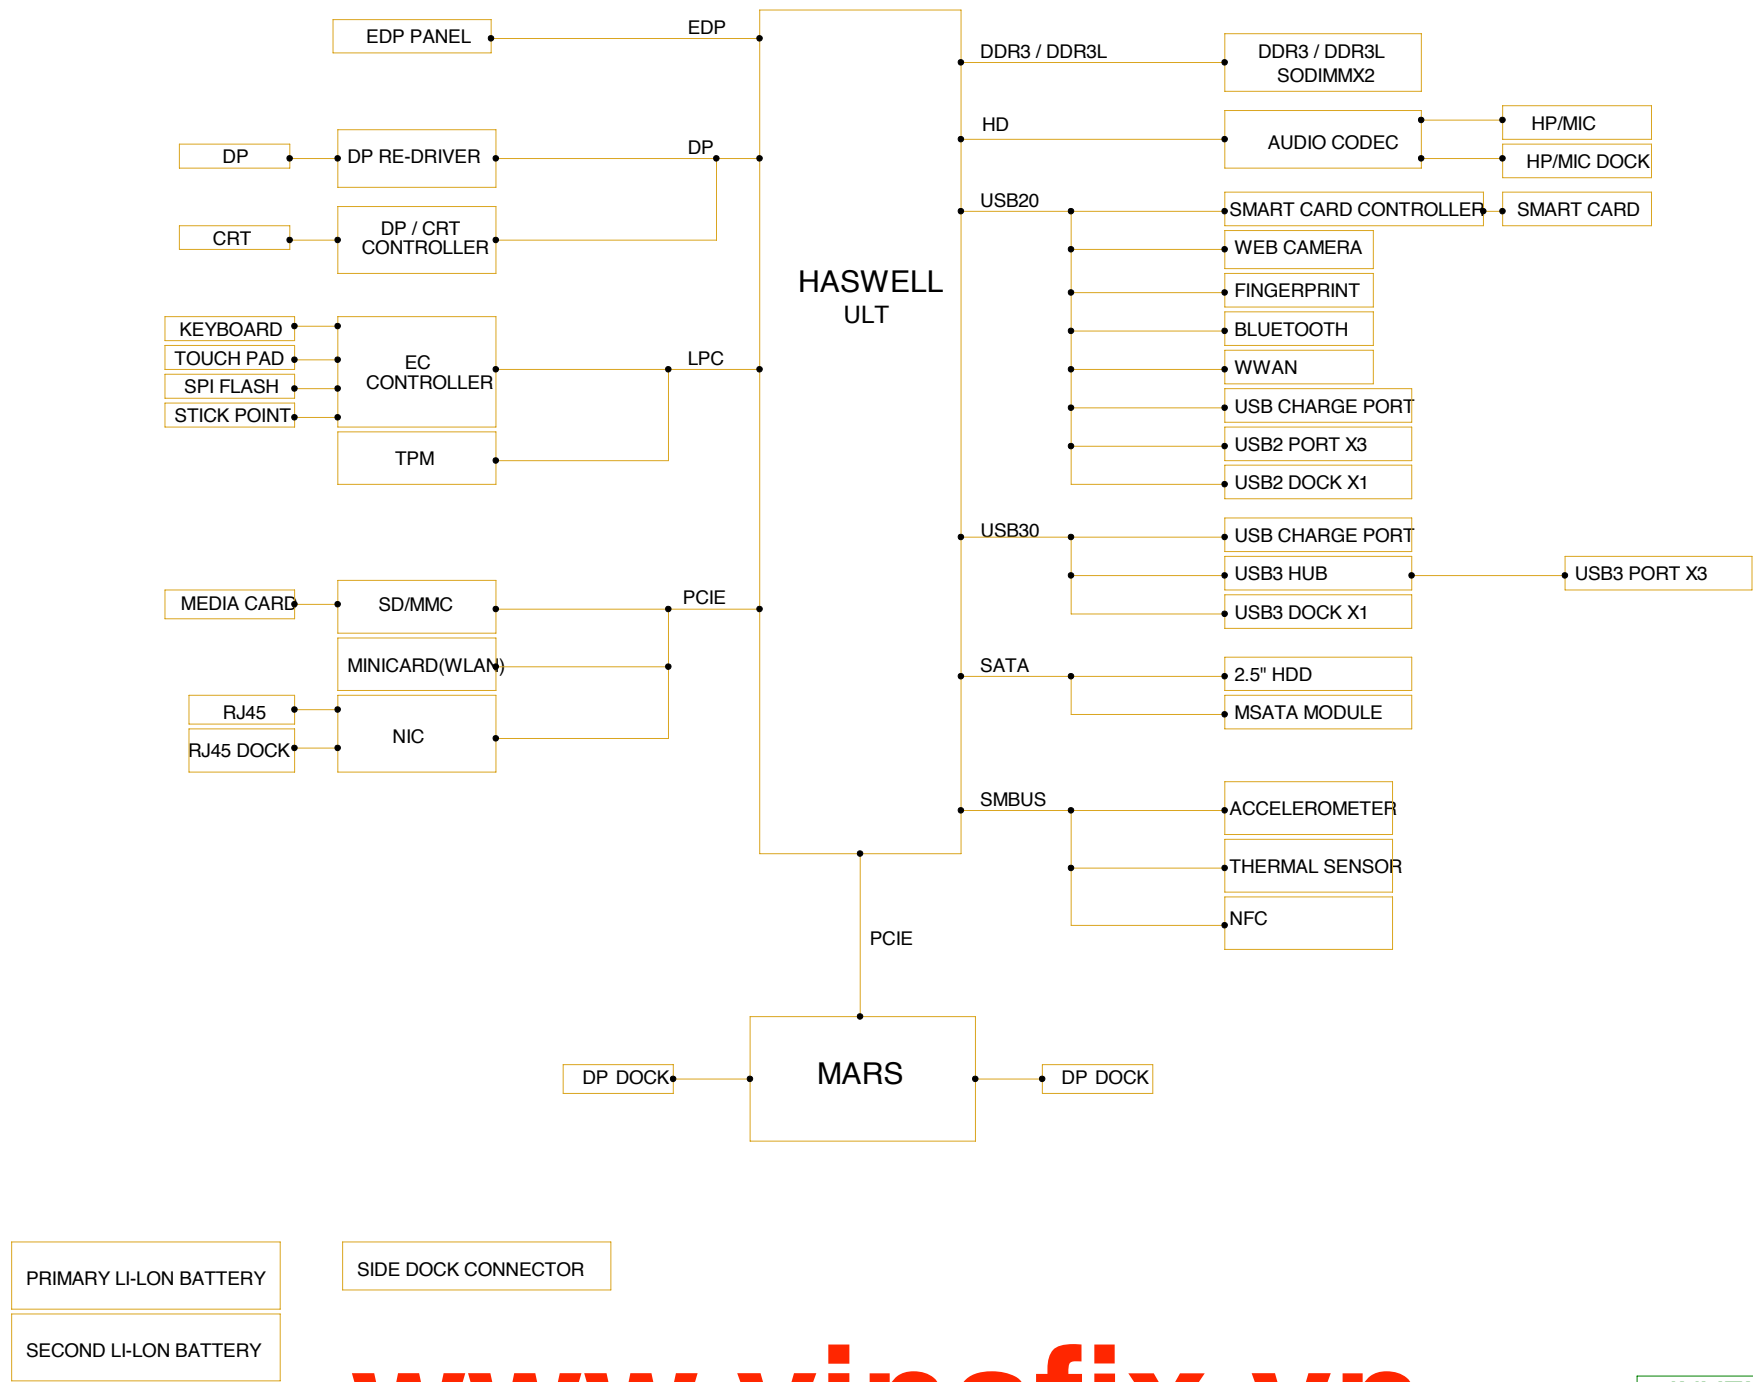 EDP PANEL
EDP
DP
DP RE-DRIVER
DP
CRT
DP / CRT
CONTROLLER
KEYBOARD
TOUCH PAD
SPI FLASH
STICK POINT
EC
CONTROLLER
LPC
TPM
MEDIA CARD
SD/MMC
PCIE
MINICARD(WLAN)
RJ45
RJ45 DOCK
NIC
HASWELL
ULT
DDR3 / DDR3L
DDR3 / DDR3L
SODIMMX2
HD
AUDIO CODEC
HP/MIC
HP/MIC DOCK
USB20
SMART CARD CONTROLLER
SMART CARD
WEB CAMERA
FINGERPRINT
BLUETOOTH
WWAN
USB CHARGE PORT
USB2 PORT X3
USB2 DOCK X1
USB30
USB CHARGE PORT
USB3 HUB
USB3 PORT X3
USB3 DOCK X1
SATA
2.5" HDD
MSATA MODULE
SMBUS
ACCELEROMETER
THERMAL SENSOR
NFC
PCIE
DP DOCK
MARS
DP DOCK
PRIMARY LI-LON BATTERY
SIDE DOCK CONNECTOR
SECOND LI-LON BATTERY
www.vinafix.vn